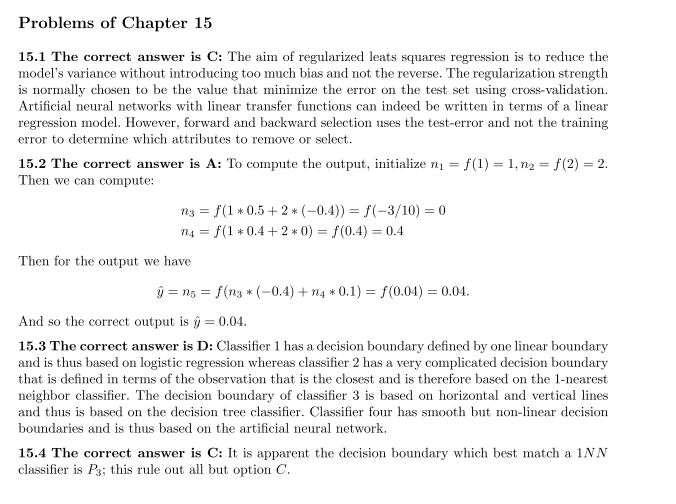 Problems of Chapter 15
15.1 The correct answer is C: The aim of regularized leats squares regression is to reduce the
model's variance without introducing too much bias and not the reverse. The regularization strength
is normally chosen to be the value that minimize the error on the test set using cross-validation.
Artificial neural networks with linear transfer functions can indeed be written in terms of a linear
regression model. However, forward and backward selection uses the test-error and not the training
error to determine which attributes to remove or select.
15.2 The correct answer is A: To compute the output, initialize n₁ = f(1) = 1, n₂ = f(2) = 2.
Then we can compute:
n₃ = f(1 ∗ 0.5 + 2 ∗ (−0.4)) = f(−3/10) = 0
n₄ = f(1 ∗ 0.4 + 2 ∗ 0) = f(0.4) = 0.4
Then for the output we have
ŷ = n₅ = f(n₃ ∗ (−0.4) + n₄ ∗ 0.1) = f(0.04) = 0.04.
And so the correct output is ŷ = 0.04.
15.3 The correct answer is D: Classifier 1 has a decision boundary defined by one linear boundary
and is thus based on logistic regression whereas classifier 2 has a very complicated decision boundary
that is defined in terms of the observation that is the closest and is therefore based on the 1-nearest
neighbor classifier. The decision boundary of classifier 3 is based on horizontal and vertical lines
and thus is based on the decision tree classifier. Classifier four has smooth but non-linear decision
boundaries and is thus based on the artificial neural network.
15.4 The correct answer is C: It is apparent the decision boundary which best match a 1NN
classifier is P₃; this rule out all but option C.